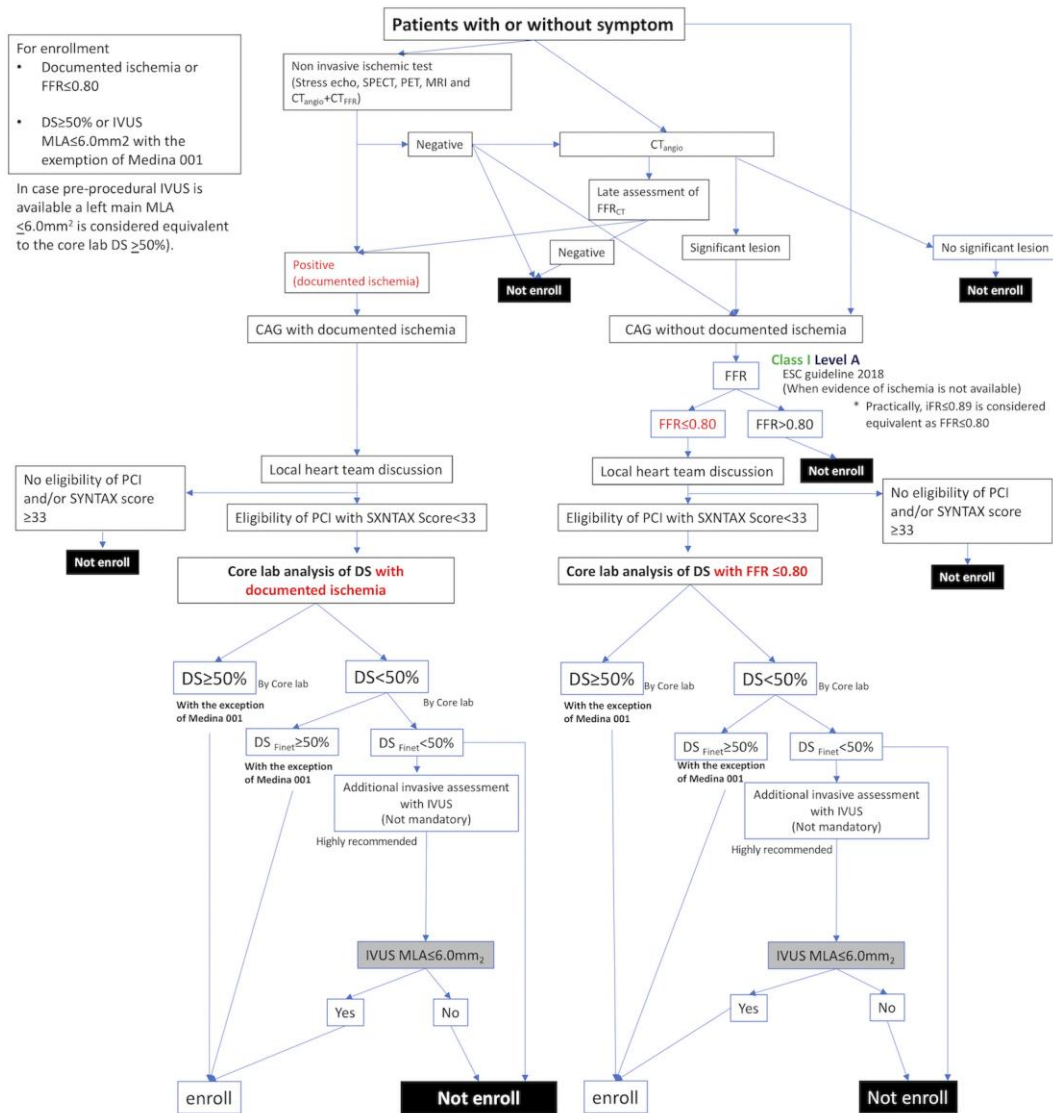 Patients with or without symptom
For enrollment
• Documented ischemia or
FFR≤0.80
• DS≥50% or IVUS
MLA≤6.0mm2 with the
exemption of Medina 001
In case pre-procedural IVUS is
available a left main MLA
≤6.0mm² is considered equivalent
to the core lab DS ≥50%).
Non invasive ischemic test
(Stress echo, SPECT, PET, MRI and
CTangio+CTFFR)
Negative
CTangio
Late assessment of
FFRCT
Positive
(documented ischemia)
Negative
Significant lesion
No significant lesion
Not enroll
Not enroll
CAG with documented ischemia
CAG without documented ischemia
FFR
Class I Level A
ESC guideline 2018
(When evidence of ischemia is not available)
* Practically, iFR≤0.89 is considered
equivalent as FFR≤0.80
FFR≤0.80
FFR>0.80
Not enroll
Local heart team discussion
Local heart team discussion
No eligibility of PCI
and/or SYNTAX score
≥33
Not enroll
Eligibility of PCI with SXNTAX Score<33
Eligibility of PCI with SXNTAX Score<33
No eligibility of PCI
and/or SYNTAX score
≥33
Not enroll
Core lab analysis of DS with
documented ischemia
Core lab analysis of DS with FFR ≤0.80
DS≥50%
By Core lab
With the exception
of Medina 001
DS<50%
By Core lab
DS Finet≥50%
With the exception
of Medina 001
DS Finet<50%
Additional invasive assessment
with IVUS
(Not mandatory)
Highly recommended
IVUS MLA≤6.0mm2
Yes
No
enroll
Not enroll
DS≥50%
By Core lab
With the exception
of Medina 001
DS<50%
By Core lab
DS Finet≥50%
With the exception
of Medina 001
DS Finet<50%
Additional invasive assessment
with IVUS
(Not mandatory)
Highly recommended
IVUS MLA≤6.0mm2
Yes
No
enroll
Not enroll